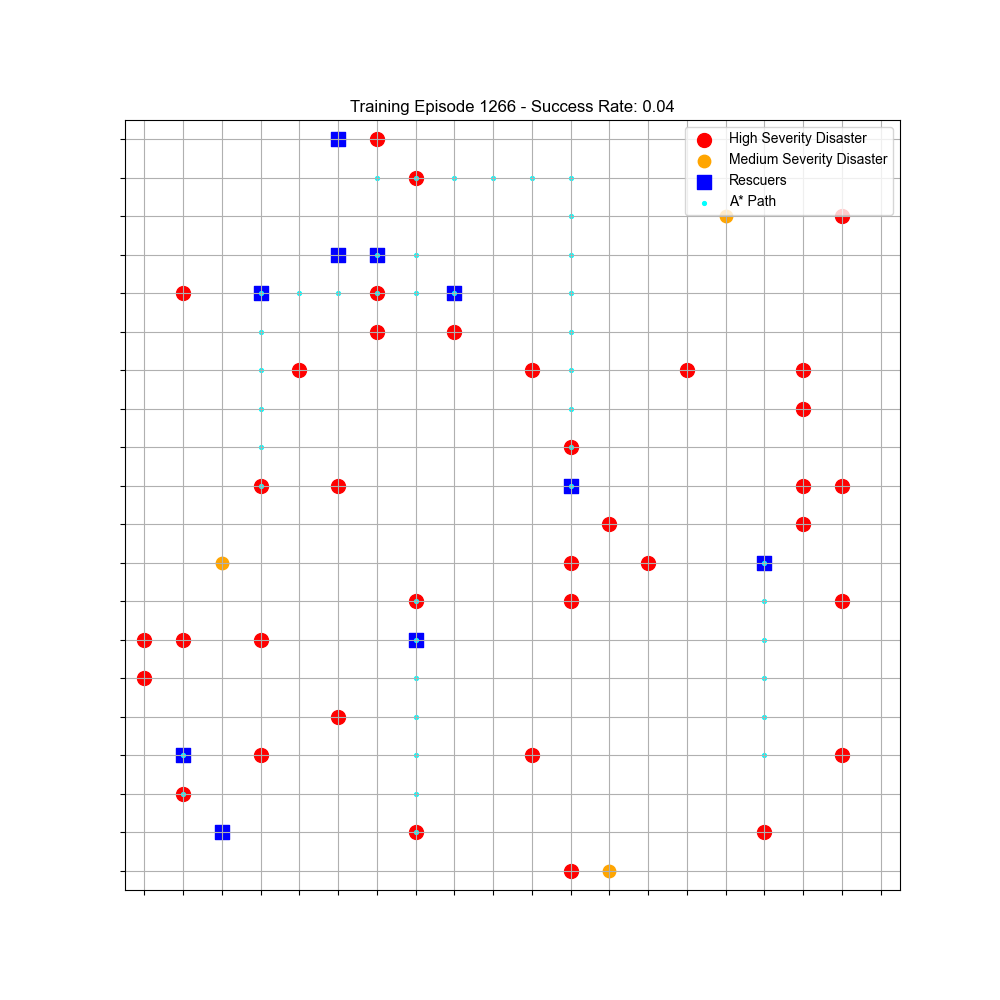 Training Episode 1266 - Success Rate: 0.04
High Severity Disaster
Medium Severity Disaster
Rescuers
A* Path